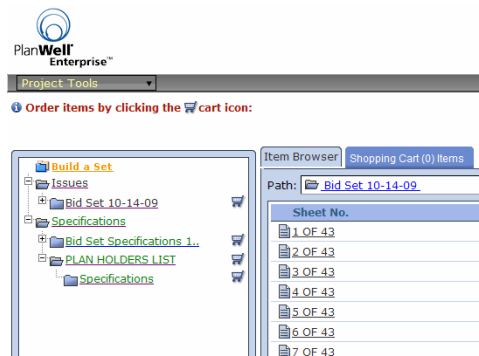 PlanWell
Enterprise™
Project Tools
Order items by clicking the cart icon:
Build a Set
Issues
Bid Set 10-14-09
Specifications
Bid Set Specifications 1..
PLAN HOLDERS LIST
Specifications
Item Browser
Shopping Cart (0) Items
Path: Bid Set 10-14-09
Sheet No.
1 OF 43
2 OF 43
3 OF 43
4 OF 43
5 OF 43
6 OF 43
7 OF 43